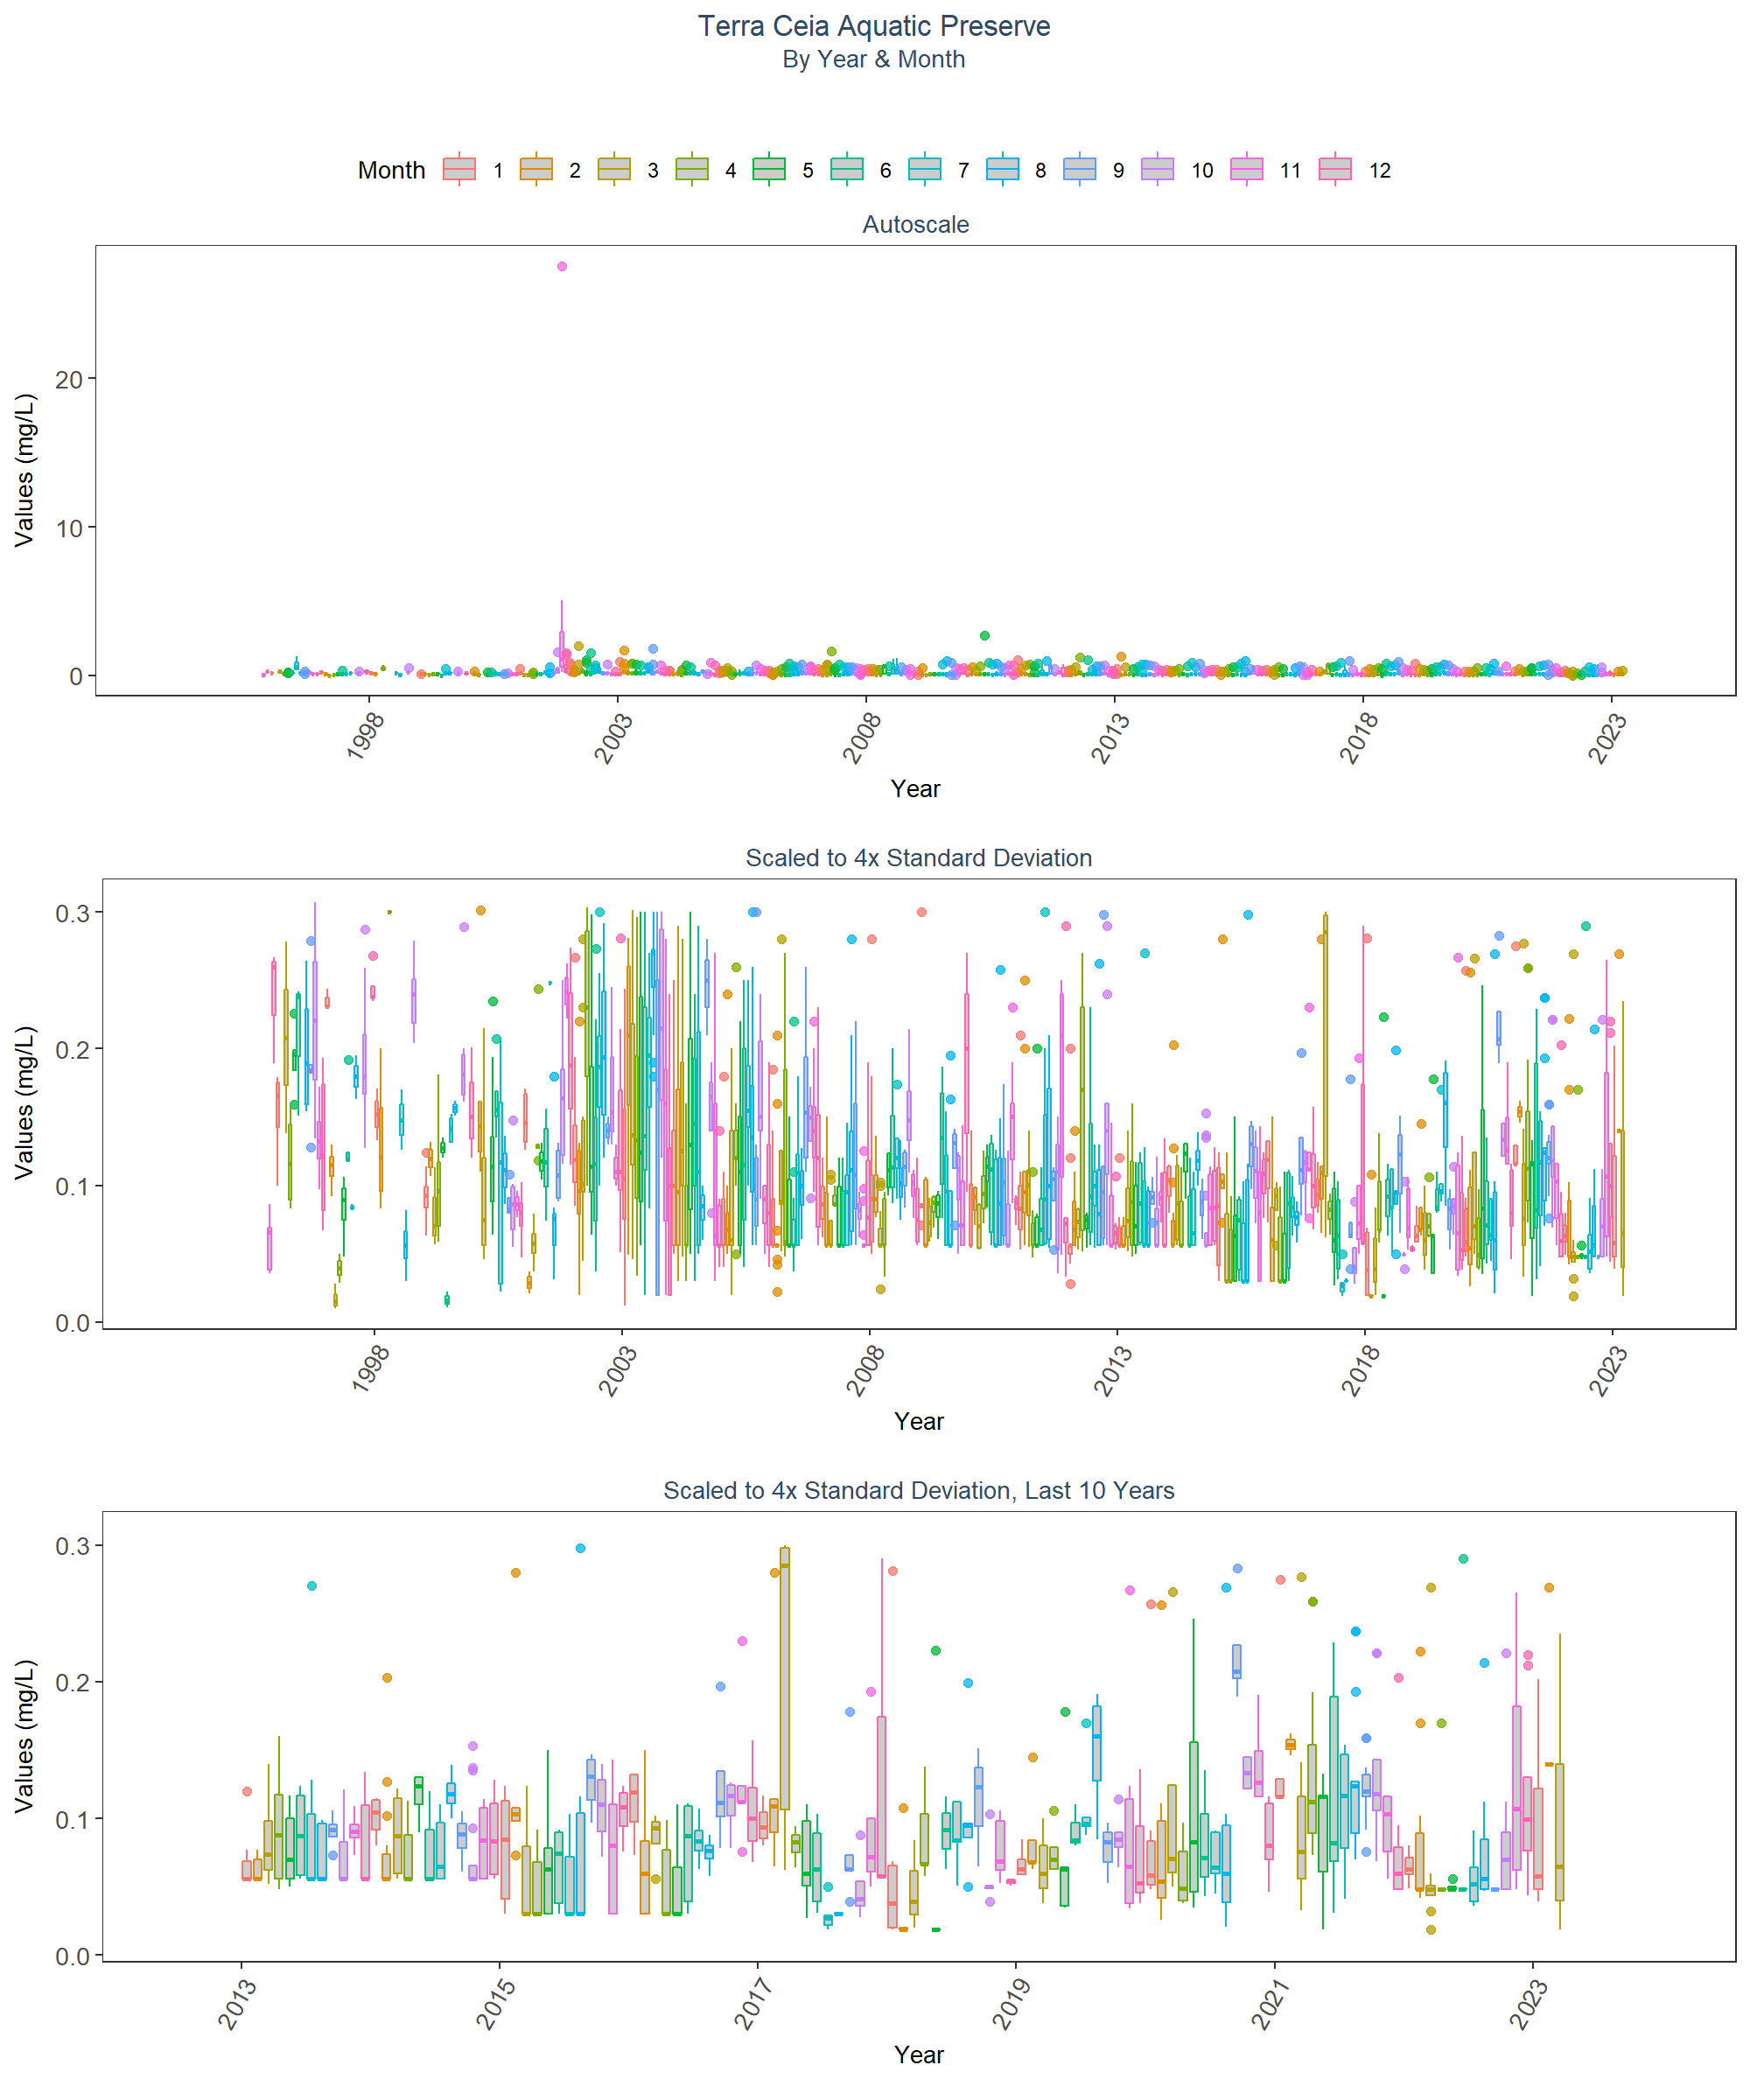 Terra Ceia Aquatic Preserve
By Year & Month
Month 1 2 3 4 5 6 7 8 9 10 11 12
Autoscale
Values (mg/L)
20
10
0
1998 2003 2008 2013 2018 2023
Year
Scaled to 4x Standard Deviation
Values (mg/L)
0.3
0.2
0.1
0.0
1998 2003 2008 2013 2018 2023
Year
Scaled to 4x Standard Deviation, Last 10 Years
Values (mg/L)
0.3
0.2
0.1
0.0
2013 2015 2017 2019 2021 2023
Year